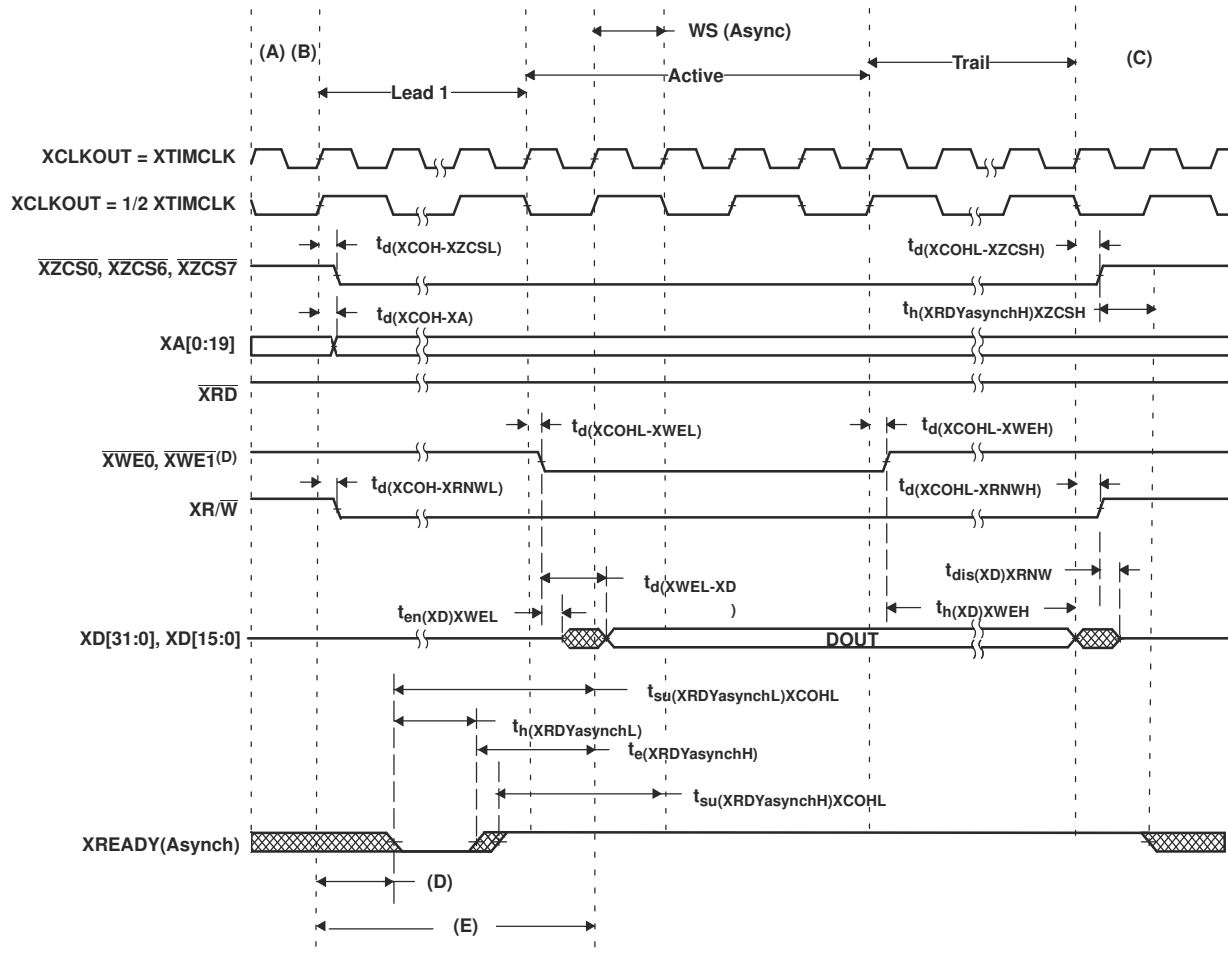 WS (Async)
(A) (B)
Trail
(C)
Active
Lead 1
XCLKOUT = XTIMCLK
XCLKOUT = 1/2 XTIMCLK
td(XCOH-XZCSL)
td(XCOHL-XZCSH)
XZCS0, XZCS6, XZCS7
td(XCOH-XA)
th(XRDYasynchH)XZCSH
XA[0:19]
XRD
td(XCOHL-XWEL)
td(XCOHL-XWEH)
XWE0, XWE1(D)
td(XCOH-XRNWL)
td(XCOHL-XRNWH)
XR/W
tdis(XD)XRNW
td(XWEL-XD
)
ten(XD)XWEL
th(XD)XWEH
XD[31:0], XD[15:0]
DOUT
tsu(XRDYasynchL)XCOHL
th(XRDYasynchL)
te(XRDYasynchH)
tsu(XRDYasynchH)XCOHL
XREADY(Asynch)
(D)
(E)